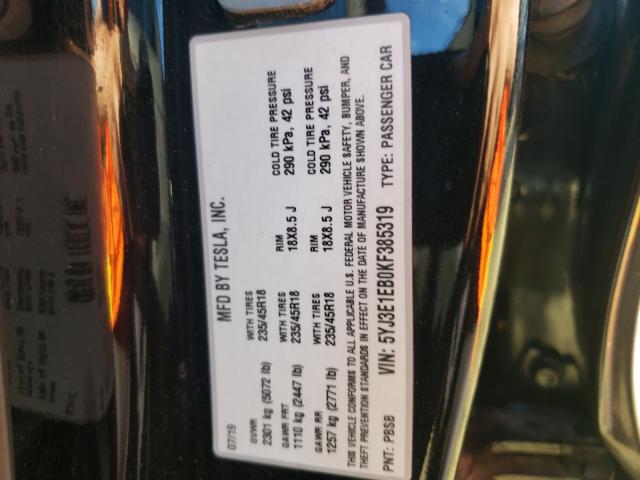 MFD BY TESLA, INC.
07/19
GVWR WITH TIRES RIM COLD TIRE PRESSURE
2301 kg (5072 lb) 235/45R18 18X8.5 J 290 kPa, 42 psi
GAWR FRT WITH TIRES RIM COLD TIRE PRESSURE
1110 kg (2447 lb) 235/45R18 18X8.5 J 290 kPa, 42 psi
GAWR RR
1257 kg (2771 lb)
THIS VEHICLE CONFORMS TO ALL APPLICABLE U.S. FEDERAL MOTOR VEHICLE SAFETY, BUMPER, AND
THEFT PREVENTION STANDARDS IN EFFECT ON THE DATE OF MANUFACTURE SHOWN ABOVE.
PNT: PBSB VIN: 5YJ3E1EB0KF385319 TYPE: PASSENGER CAR